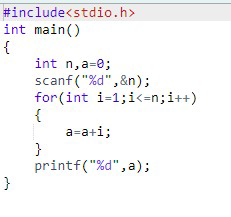 #include<stdio.h>
int main()
{
    int n,a=0;
    scanf("%d",&n);
    for(int i=1;i<=n;i++)
    {
        a=a+i;
    }
    printf("%d",a);
}